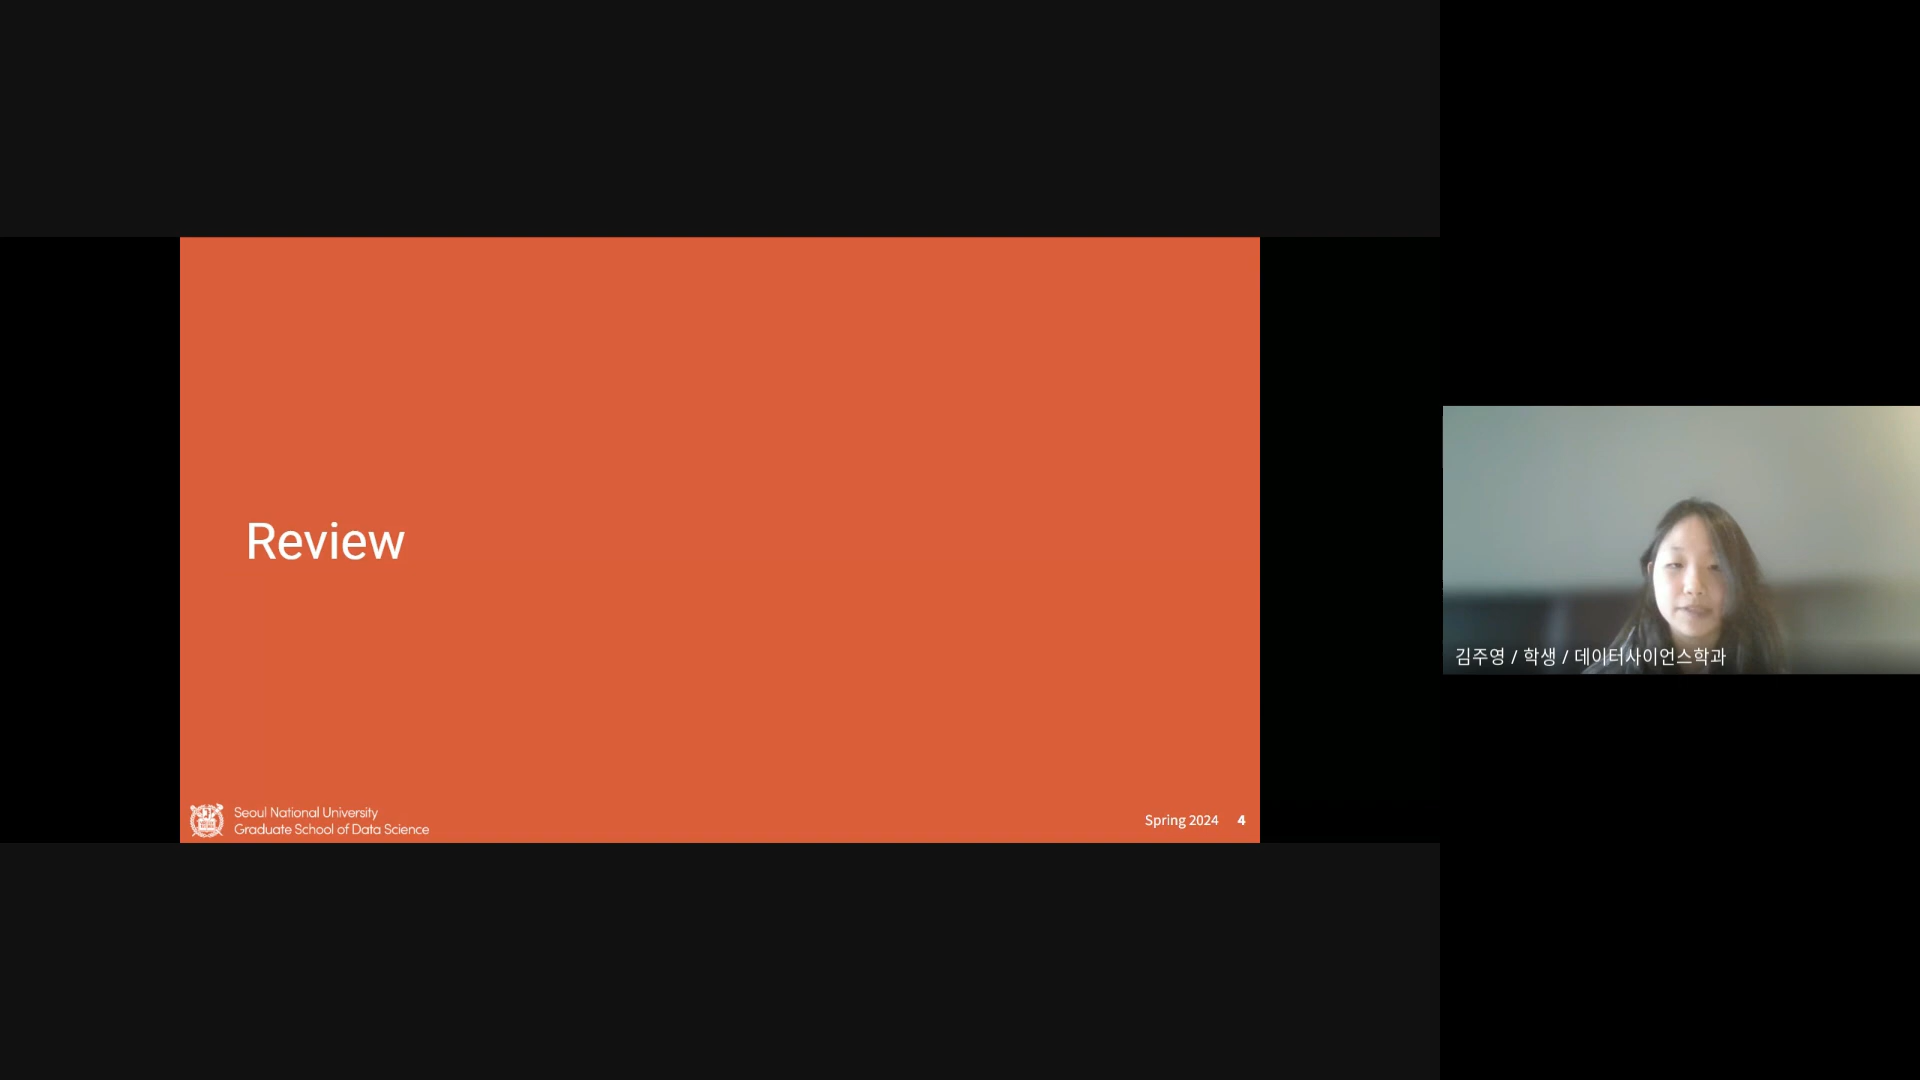 Review
Seoul National University
Graduate School of Data Science
Spring 2024 4
김주영 / 학생 / 데이터사이언스학과